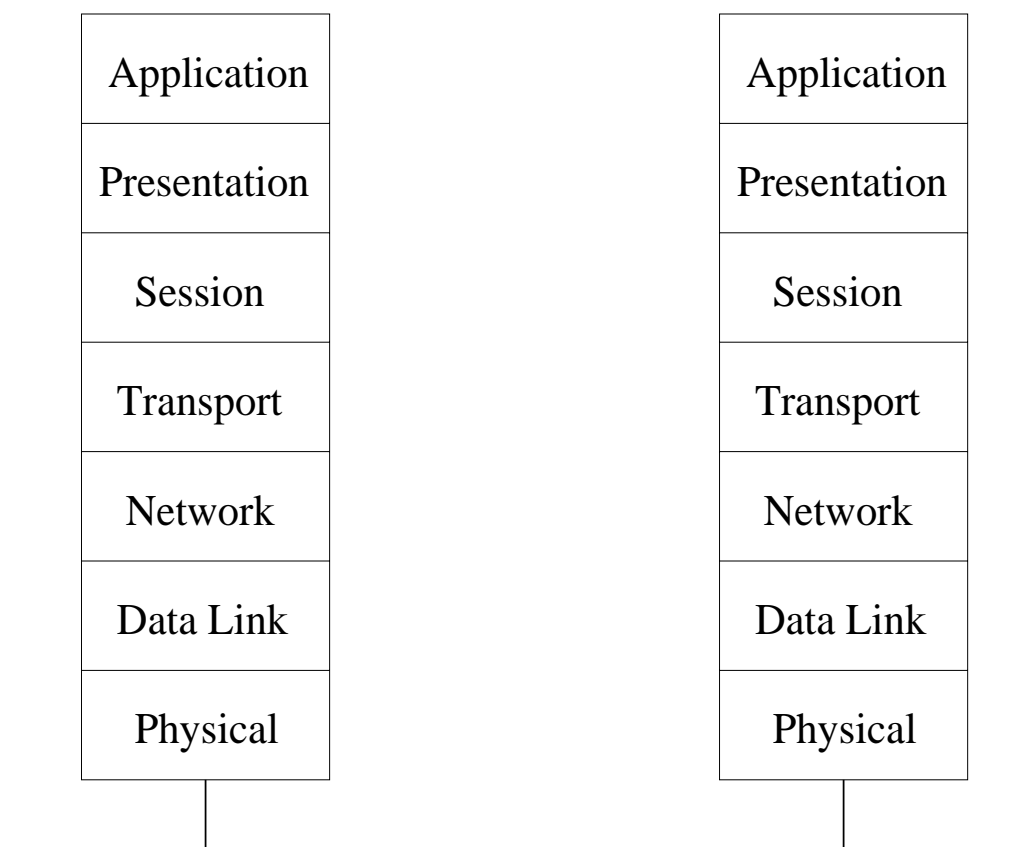 Application
Presentation
Session
Transport
Network
Data Link
Physical
Application
Presentation
Session
Transport
Network
Data Link
Physical